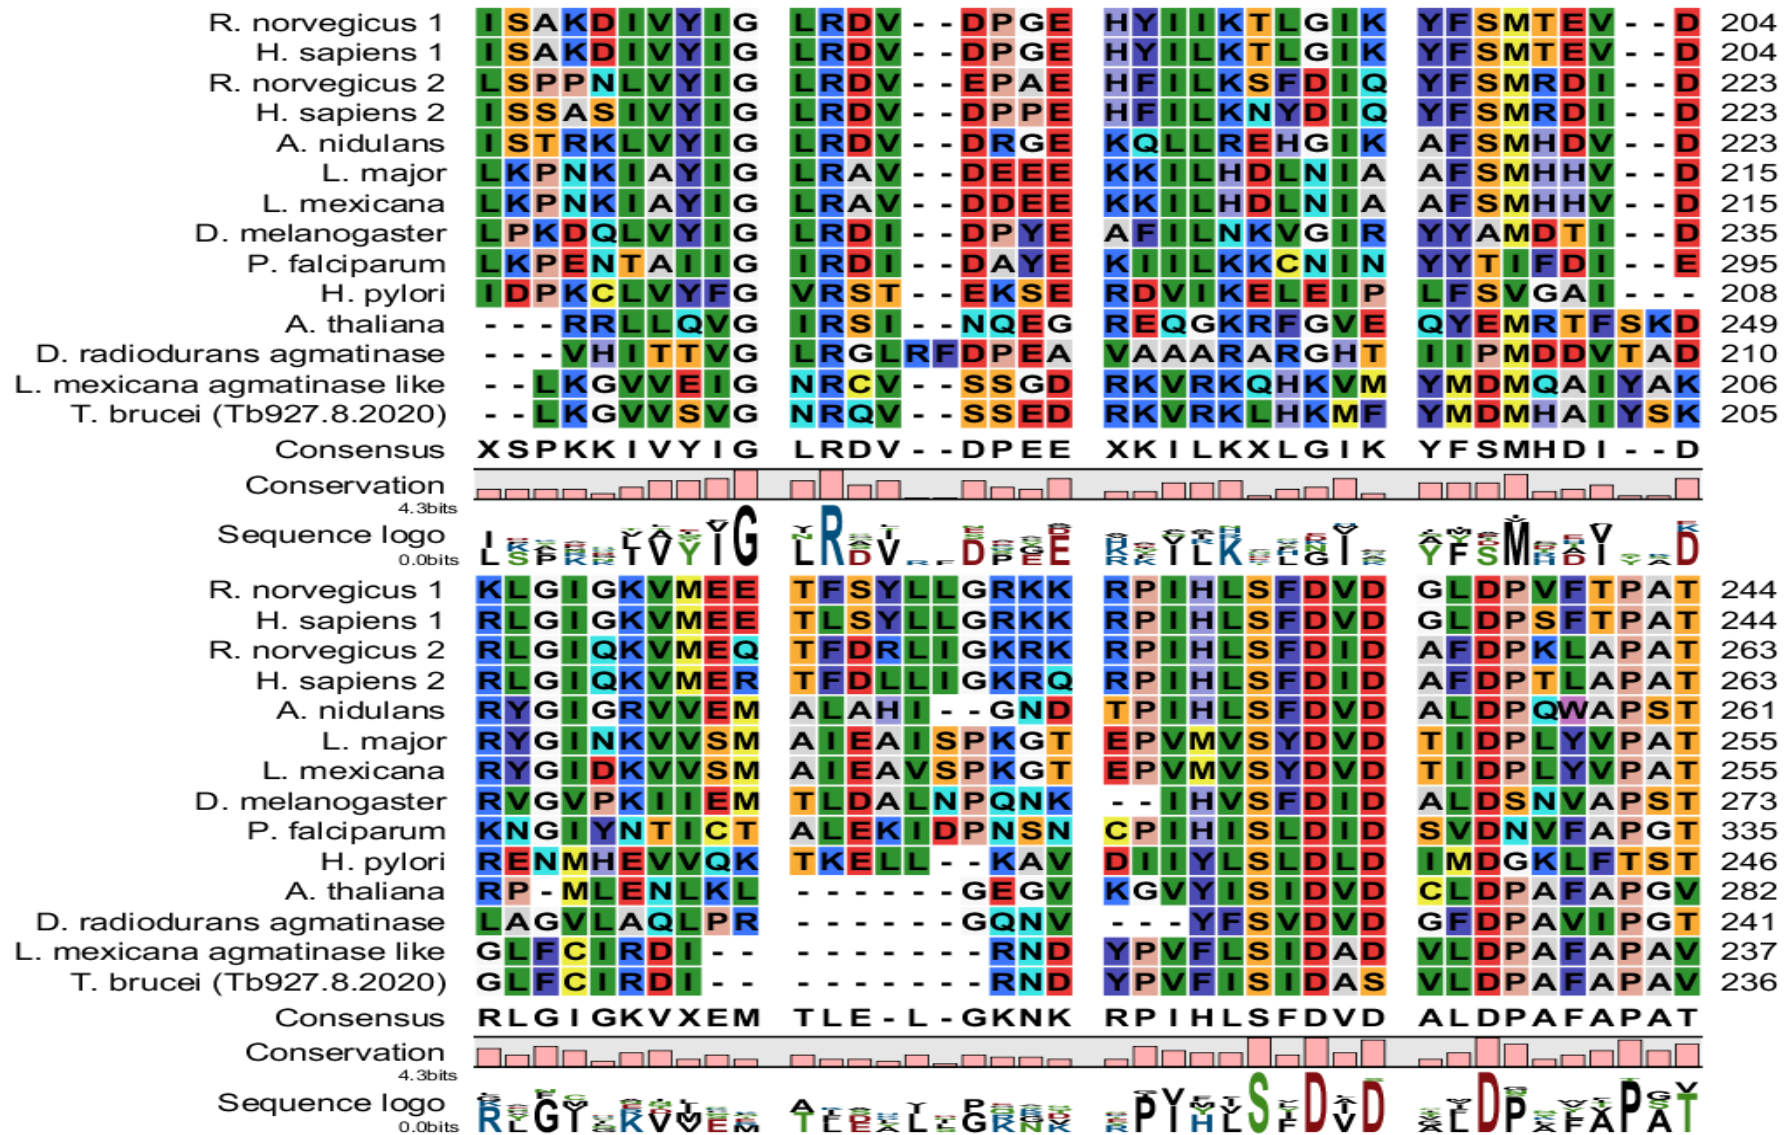 R. norvegicus 1 ISAKDIVYIG LRDV--DPGE HYIIKTLGIK YFSMTEV--D 204
H. sapiens 1 ISAKDIVYIG LRDV--DPGE HYILKTLGIK YFSMTEV--D 204
R. norvegicus 2 LSPPNLVYIG LRDV--EPAE HFILKSFDIQ YFSMRDI--D 223
H. sapiens 2 ISSASIVYIG LRDV--DPPE HFILKNYDIQ YFSMRDI--D 223
A. nidulans ISTRKLVYIG LRDV--DRGE KQLLREHGIK AFSMHDV--D 223
L. major LKPNKIAYIG LRAV--DEEE KKILHDLNIA AFSMHHV--D 215
L. mexicana LKPNKIAYIG LRAV--DDEE KKILHDLNIA AFSMHHV--D 215
D. melanogaster LPKDQLVYIG LRDI--DPYE AFILNKVGIR YYAMDTI--D 235
P. falciparum LKPENTAIIG IRDI--DAYE KIILKKCNIN YYTIFDI--E 295
H. pylori IDPKCLVYFG VRST--EKSE RDVIKELEIP LFSVGAI--- 208
A. thaliana ---RRLLQVG IRSI--NQEG REQGKRFGVE QYEMRTFSKD 249
D. radiodurans agmatinase ---VHITTVG LRGLRFDPEA VAAARARGHT IIPMDDVTAD 210
L. mexicana agmatinase like --LKGVVEIG NRCV--SSGD RKVRKQHKVM YMDMQAIYAK 206
T. brucei (Tb927.8.2020) --LKGVVSVG NRQV--SSED RKVRKLHKMF YMDMHAIYSK 205
Consensus XSPKKIVYIG LRDV--DPEE XKILKXLGIK YFSMHDI--D
Conservation
4.3bits
Sequence logo
0.0bits
R. norvegicus 1 KLGIGKVMEE TFSYLLGRKK RPIHLSFDVD GLDPVFTPAT 244
H. sapiens 1 RLGIGKVMEE TLSYLLGRKK RPIHLSFDVD GLDPSFTPAT 244
R. norvegicus 2 RLGIQKVMEQ TFDRLIGKRK RPIHLSFDID AFDPKLAPAT 263
H. sapiens 2 RLGIQKVMER TFDLLIGKRQ RPIHLSFDID AFDPTLAPAT 263
A. nidulans RYGIGRVVEM ALAHI--GND TPIHLSFDVD ALDPQWAPST 261
L. major RYGINKVVSM AIEAISPKGT EPVMVSYDVD TIDPLYVPAT 255
L. mexicana RYGIDKVVSM AIEAVSPKGT EPVMVSYDVD TIDPLYVPAT 255
D. melanogaster RVGVPKIIEM TLDALNPQNK --IHVSFDID ALDSNVAPST 273
P. falciparum KNGIYNTICT ALEKIDPNSN CPIHISLDID SVDNVFAPGT 335
H. pylori RENMHEVVQK TKELL--KAV DIIYLSLDLD IMDGKLFTST 246
A. thaliana RP-MLENLKL ------GEGV KGVYISIDVD CLDPAFAPGV 282
D. radiodurans agmatinase LAGVLAQLPR ------GQNV ---YFSVDVD GFDPAVIPGT 241
L. mexicana agmatinase like GLFCIRDI-- -------RND YPVFLSIDAD VLDPAFAPAV 237
T. brucei (Tb927.8.2020) GLFCIRDI-- -------RND YPVFISIDAS VLDPAFAPAV 236
Consensus RLGIGKVXEM TLE-L-GKNK RPIHLSFDVD ALDPAFAPAT
Conservation
4.3bits
Sequence logo
0.0bits